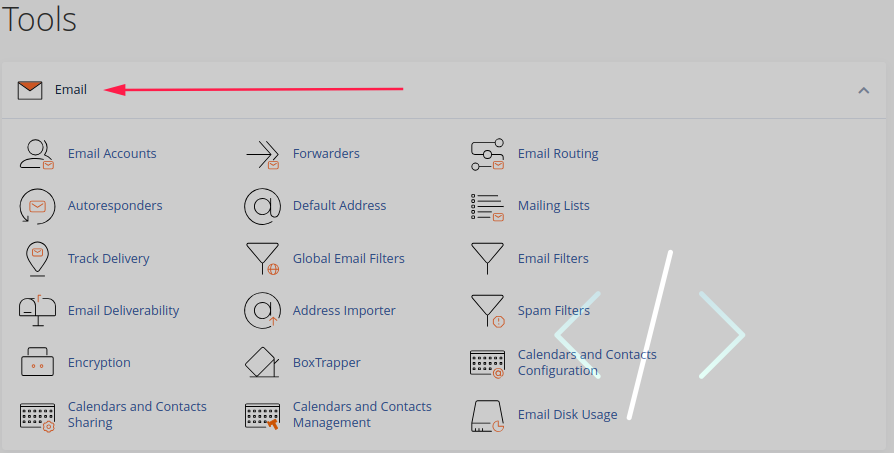 Tools
Email
Email Accounts
Forwarders
Email Routing
Autoresponders
Default Address
Mailing Lists
Track Delivery
Global Email Filters
Email Filters
Email Deliverability
Address Importer
Spam Filters
Encryption
BoxTrapper
Calendars and Contacts
Configuration
Calendars and Contacts
Sharing
Calendars and Contacts
Management
Email Disk Usage